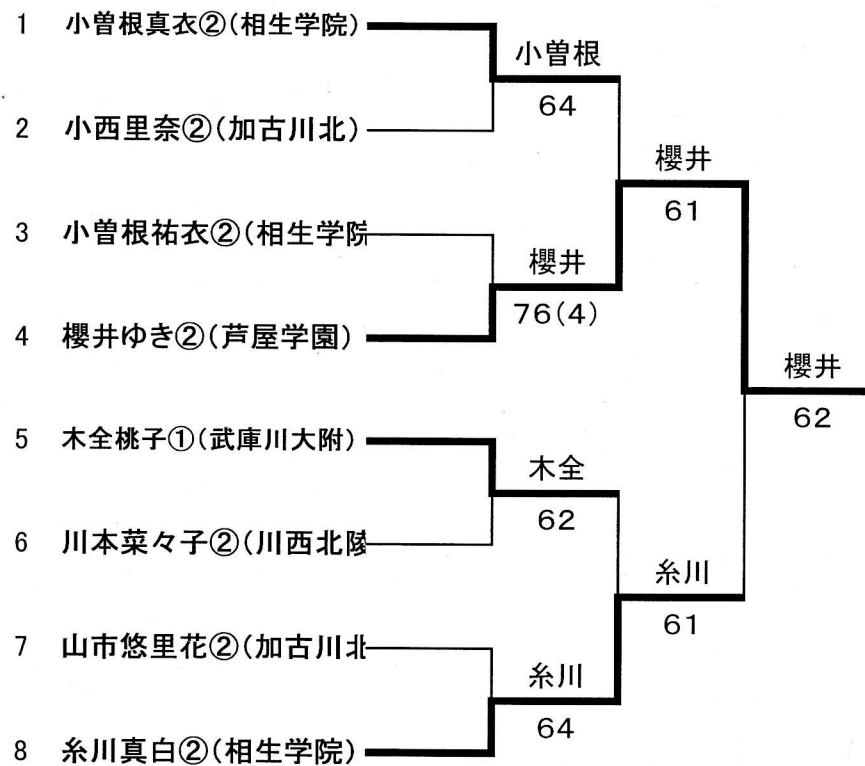 1 小曽根真衣②(相生学院)
小曽根
64
2 小西里奈②(加古川北)
櫻井
61
3 小曽根祐衣②(相生学院
櫻井
76(4)
4 櫻井ゆき②(芦屋学園)
櫻井
62
5 木全桃子①(武庫川大附)
木全
62
6 川本菜々子②(川西北陵
糸川
61
7 山市悠里花②(加古川北
糸川
64
8 糸川真白②(相生学院)